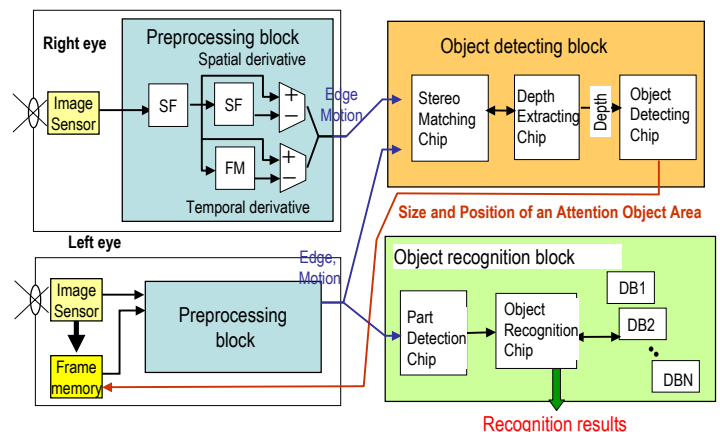 Right eye
Preprocessing block
Spatial derivative
Image
Sensor
SF
SF
+
−
FM
+
−
Temporal derivative
Edge
Motion
Object detecting block
Stereo
Matching
Chip
Depth
Extracting
Chip
Depth
Object
Detecting
Chip
Size and Position of an Attention Object Area
Left eye
Image
Sensor
Frame
memory
Preprocessing
block
Edge,
Motion
Object recognition block
Part
Detection
Chip
Object
Recognition
Chip
DB1
DB2
DBN
Recognition results